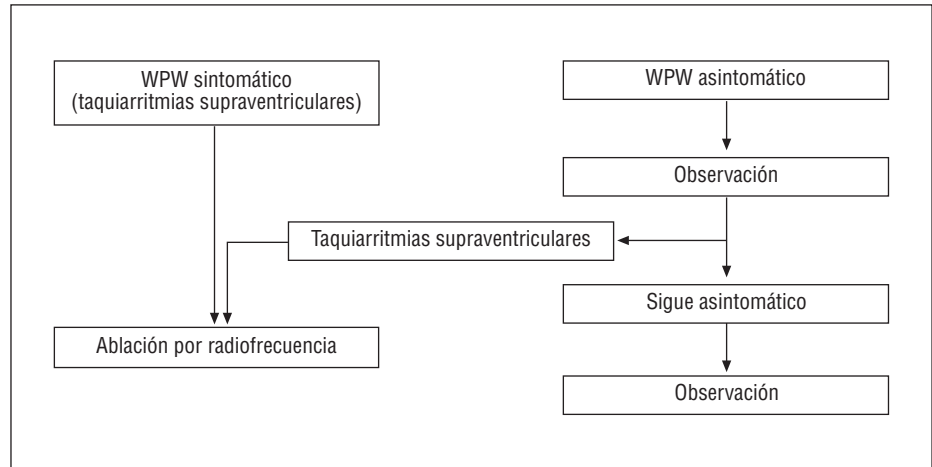 WPW sintomático
(taquiarritmias supraventriculares)
WPW asintomático
Observación
Taquiarritmias supraventriculares
Sigue asintomático
Ablación por radiofrecuencia
Observación